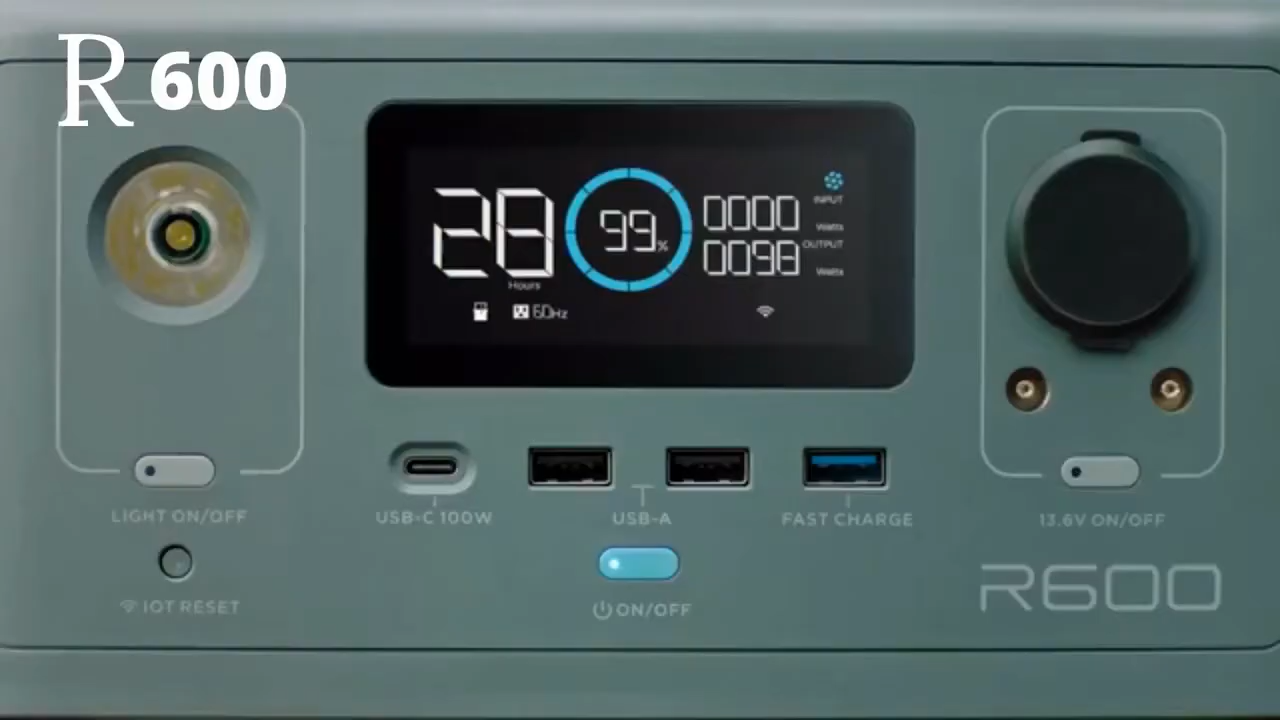 R 600
28
Hours
99%
0000
INPUT
Watts
0098
OUTPUT
Watts
60Hz
USB-C 100W
USB-A
FAST CHARGE
LIGHT ON/OFF
13.6V ON/OFF
IOT RESET
ON/OFF
R600